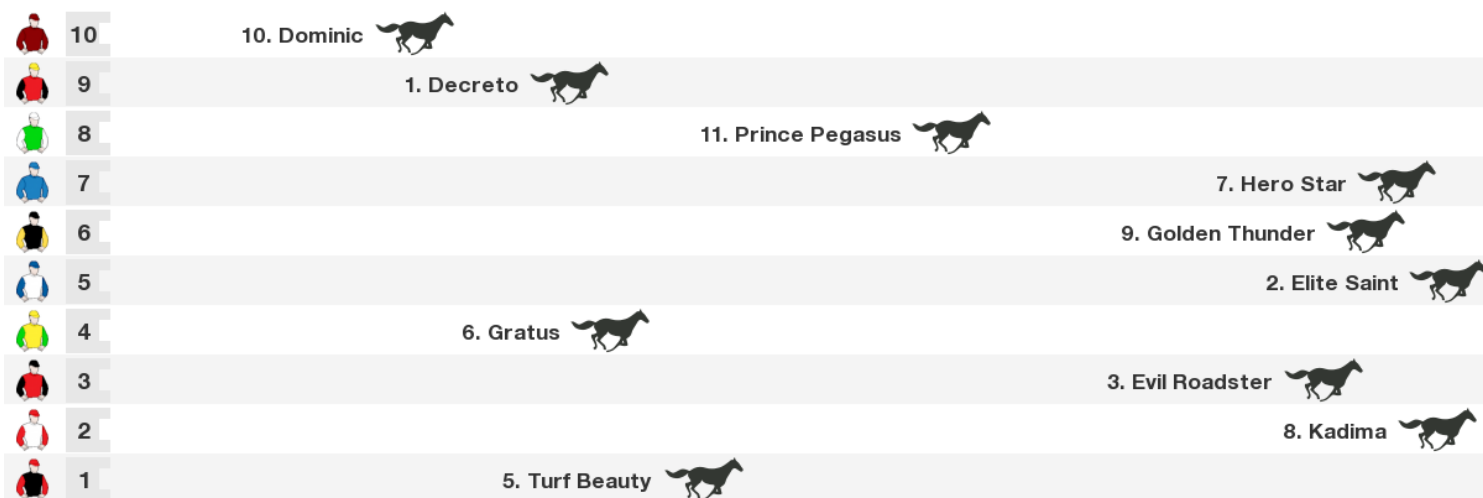 10 10. Dominic
9 1. Decreto
8 11. Prince Pegasus
7 7. Hero Star
6 9. Golden Thunder
5 2. Elite Saint
4 6. Gratus
3 3. Evil Roadster
2 8. Kadima
1 5. Turf Beauty